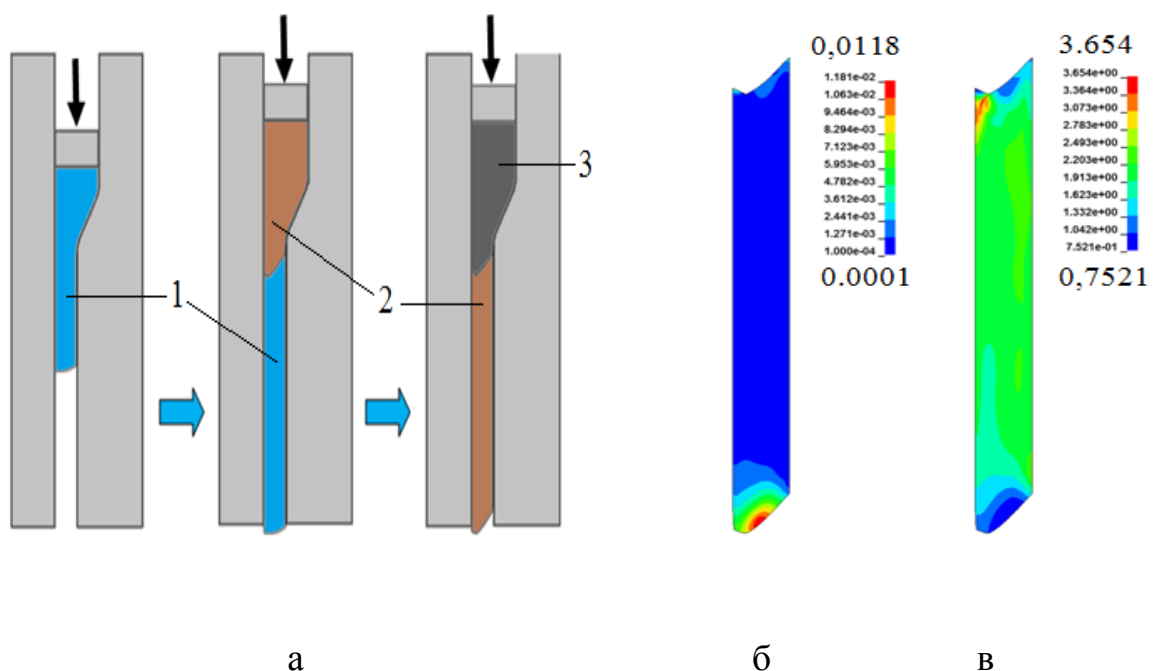 1
2
3
0,0118
1.181e-02
1.063e-02
9.464e-03
8.294e-03
7.123e-03
5.953e-03
4.782e-03
3.612e-03
2.441e-03
1.271e-03
1.000e-04
0.0001
3.654
3.654e+00
3.364e+00
3.073e+00
2.783e+00
2.493e+00
2.203e+00
1.913e+00
1.623e+00
1.332e+00
1.042e+00
7.521e-01
0,7521
а
б
в